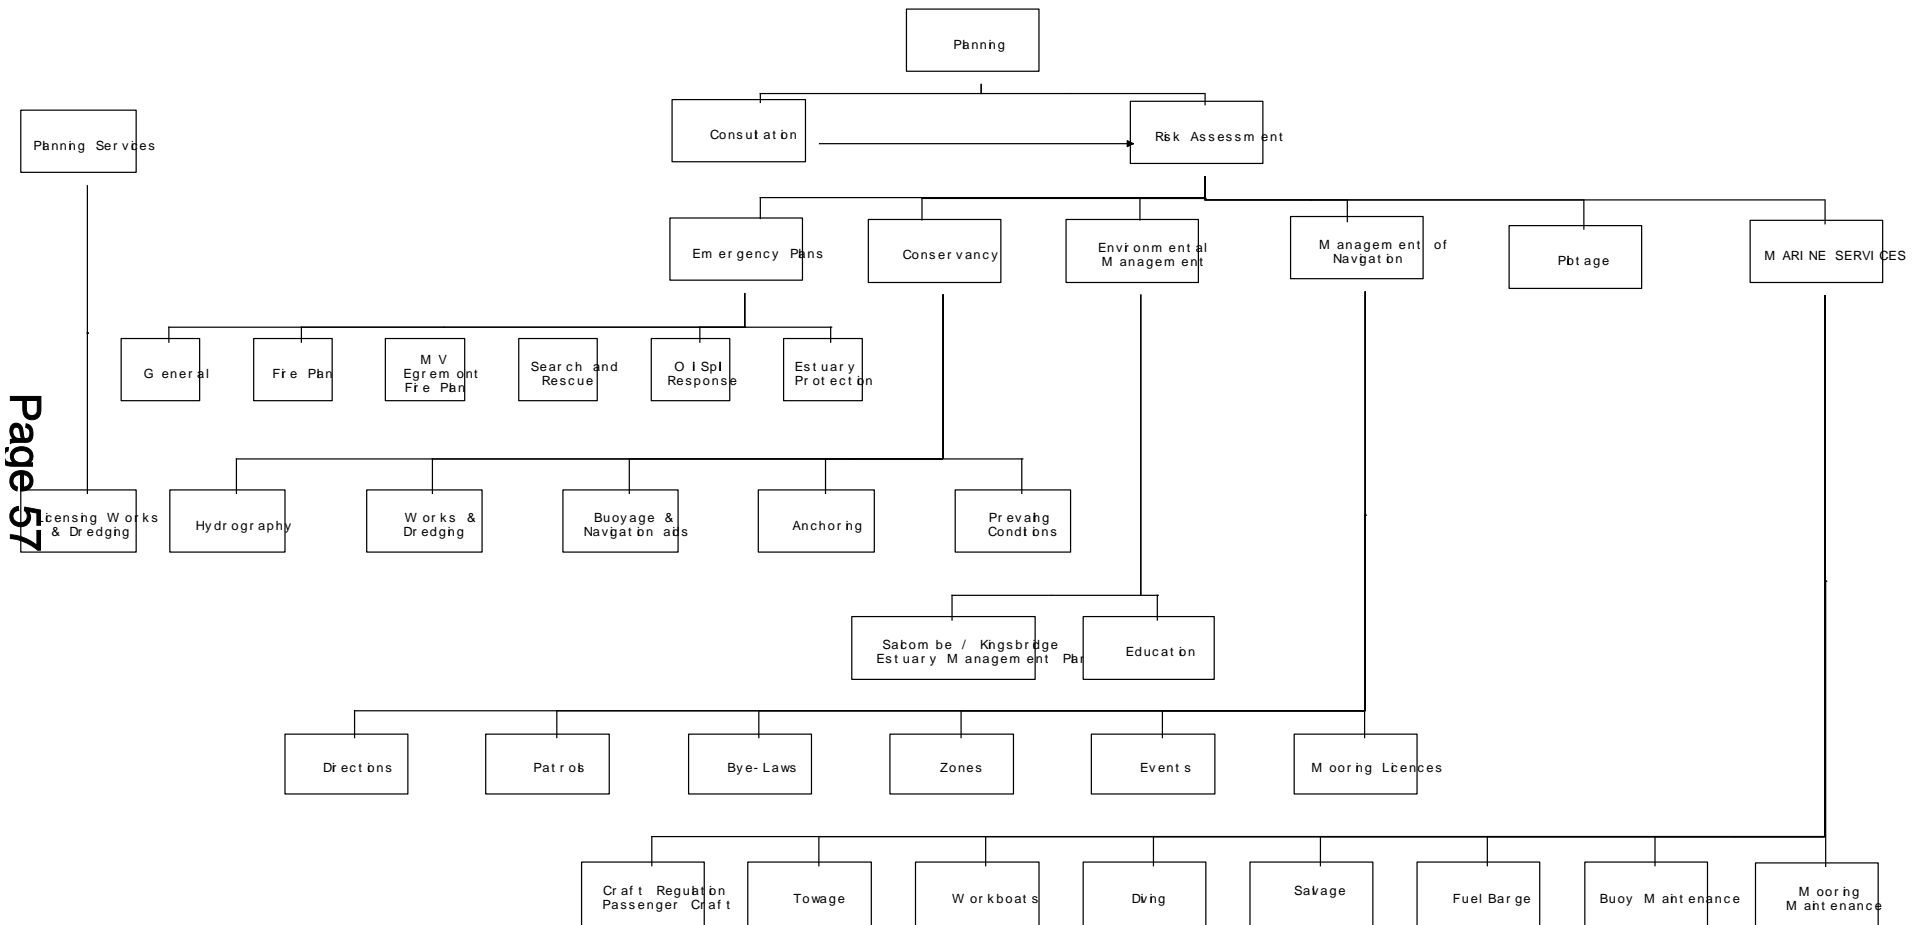 Planning
Consultation
Risk Assessment
Planning Services
Emergency Plans
Conservancy
Environmental
Management
Management of
Navigation
Pilotage
MARINE SERVICES
General
Fire Plan
MV
Egremont
Fire Plan
Search and
Rescue
Oil Spill
Response
Estuary
Protection
Page 57
Licensing Works
& Dredging
Hydrography
Works &
Dredging
Buoyage &
Navigation aids
Anchoring
Prevailing
Conditions
Salcombe / Kingsbridge
Estuary Management Plan
Education
Directions
Patrols
Bye-Laws
Zones
Events
Mooring Licences
Craft Regulation
Passenger Craft
Towage
Workboats
Diving
Salvage
Fuel Barge
Buoy Maintenance
Mooring
Maintenance